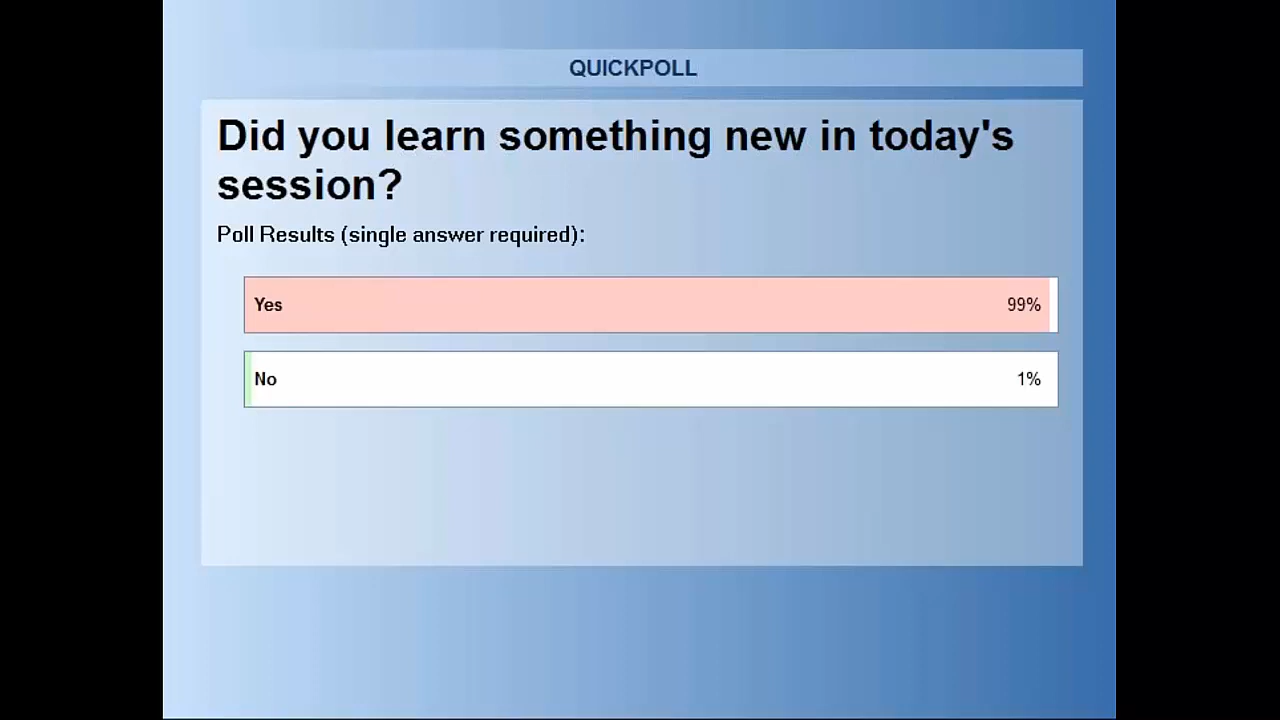 QUICKPOLL
Did you learn something new in today's
session?
Poll Results (single answer required):
Yes 99%
No 1%